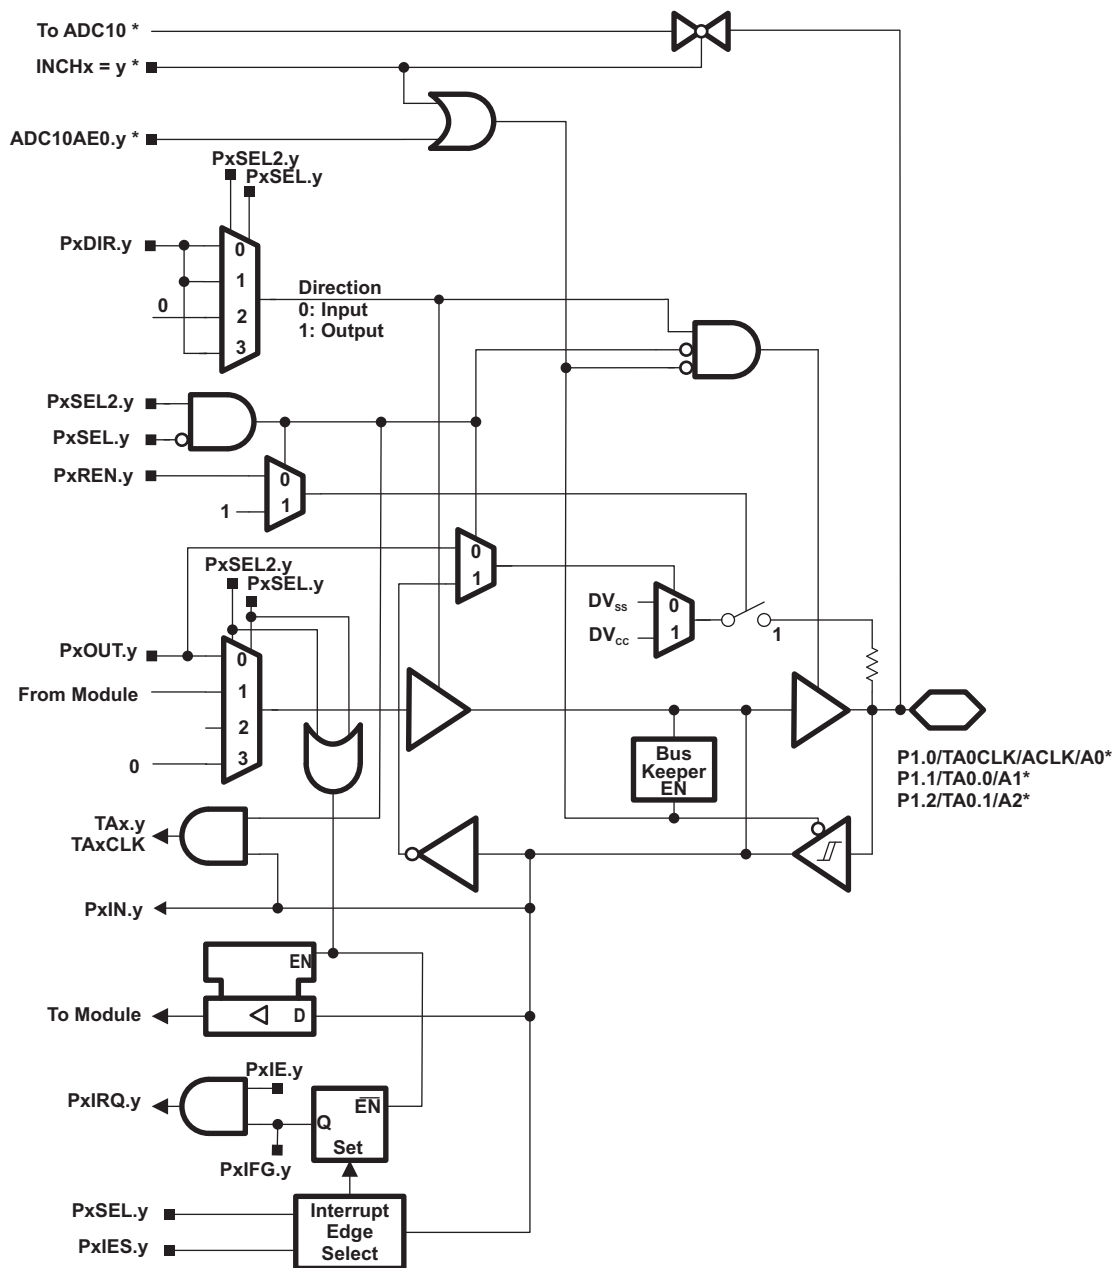 To ADC10 *
INCHx = y *
ADC10AE0.y *
PxSEL2.y
PxSEL.y
PxDIR.y
0
1
0
2
3
Direction
0: Input
1: Output
PxSEL2.y
PxSEL.y
PxREN.y
0
1
1
PxSEL2.y
PxSEL.y
0
1
DVSS
DVCC
0
1
1
PxOUT.y
From Module
0
1
2
3
0
Bus
Keeper
EN
P1.0/TA0CLK/ACLK/A0*
P1.1/TA0.0/A1*
P1.2/TA0.1/A2*
TAx.y
TAxCLK
PxIN.y
EN
To Module
D
PxIE.y
PxIRQ.y
EN
Q
Set
PxIFG.y
PxSEL.y
PxIES.y
Interrupt
Edge
Select